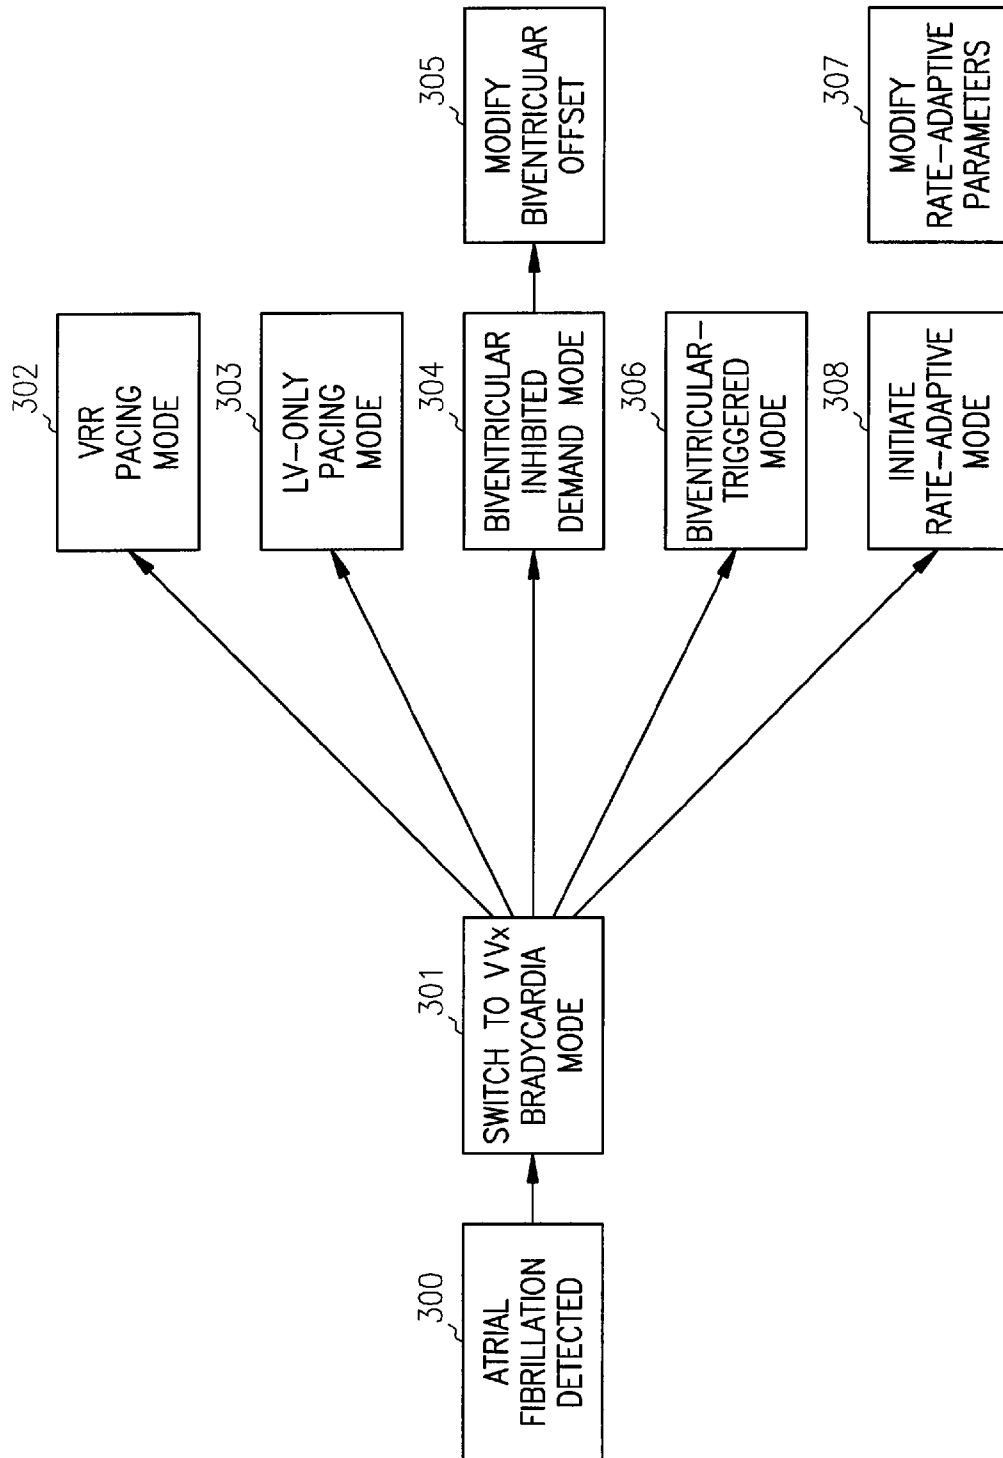 300
ATRIAL
FIBRILLATION
DETECTED
301
SWITCH TO VVx
BRADYCARDIA
MODE
302
VRR
PACING
MODE
303
LV-ONLY
PACING
MODE
304
BIVENTRICULAR
INHIBITED
DEMAND MODE
305
MODIFY
BIVENTRICULAR
OFFSET
306
BIVENTRICULAR-
TRIGGERED
MODE
308
INITIATE
RATE-ADAPTIVE
MODE
307
MODIFY
RATE-ADAPTIVE
PARAMETERS